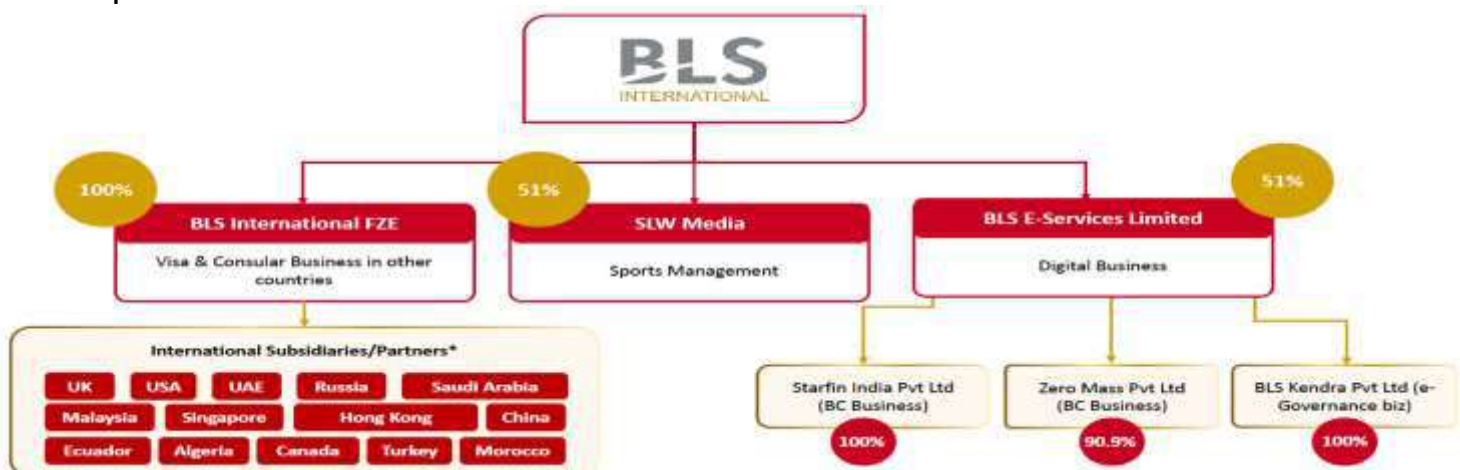 BLS
INTERNATIONAL
100%
51%
51%
BLS International FZE
SLW Media
BLS E-Services Limited
Visa & Consular Business in other
countries
Sports Management
Digital Business
International Subsidiaries/Partners*
UK USA UAE Russia Saudi Arabia
Malaysia Singapore Hong Kong China
Ecuador Algeria Canada Turkey Morocco
Starfin India Pvt Ltd
(BC Business)
100%
Zero Mass Pvt Ltd
(BC Business)
90.9%
BLS Kendra Pvt Ltd (e-
Governance biz)
100%